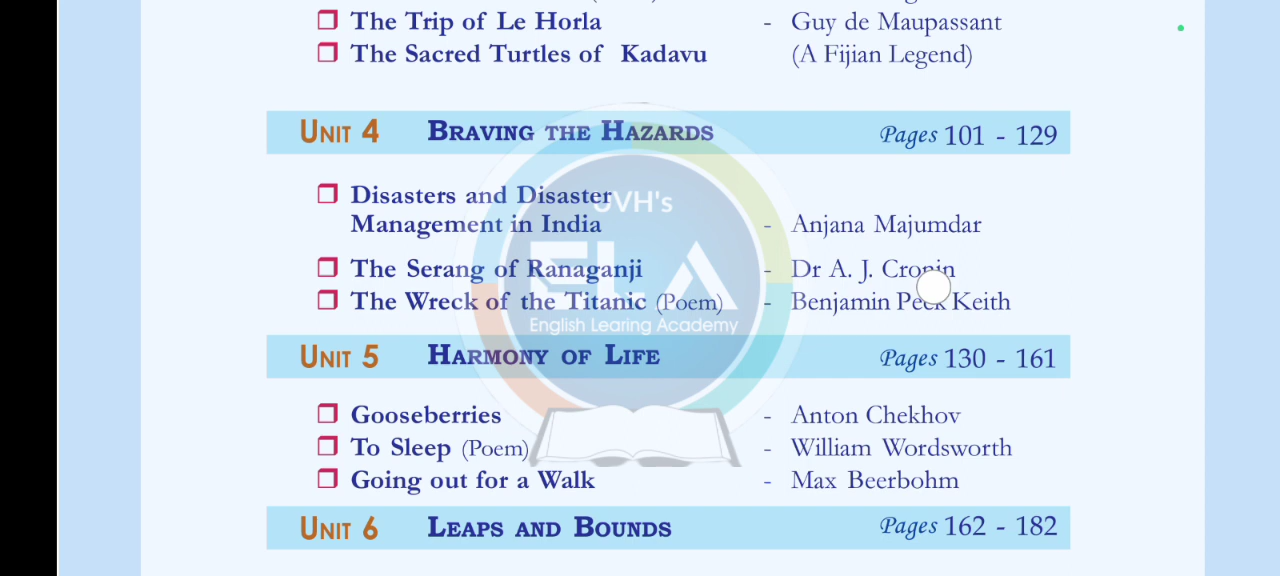 The Trip of Le Horla - Guy de Maupassant
The Sacred Turtles of Kadavu (A Fijian Legend)
UNIT 4 BRAVING THE HAZARDS Pages 101 - 129
Disasters and Disaster
Management in India - Anjana Majumdar
The Serang of Ranaganji - Dr A. J. Cronin
The Wreck of the Titanic (Poem) - Benjamin Peck Keith
UNIT 5 HARMONY OF LIFE Pages 130 - 161
Gooseberries - Anton Chekhov
To Sleep (Poem) - William Wordsworth
Going out for a Walk - Max Beerbohm
UNIT 6 LEAPS AND BOUNDS Pages 162 - 182
UVH's
ELA
English Learing Academy